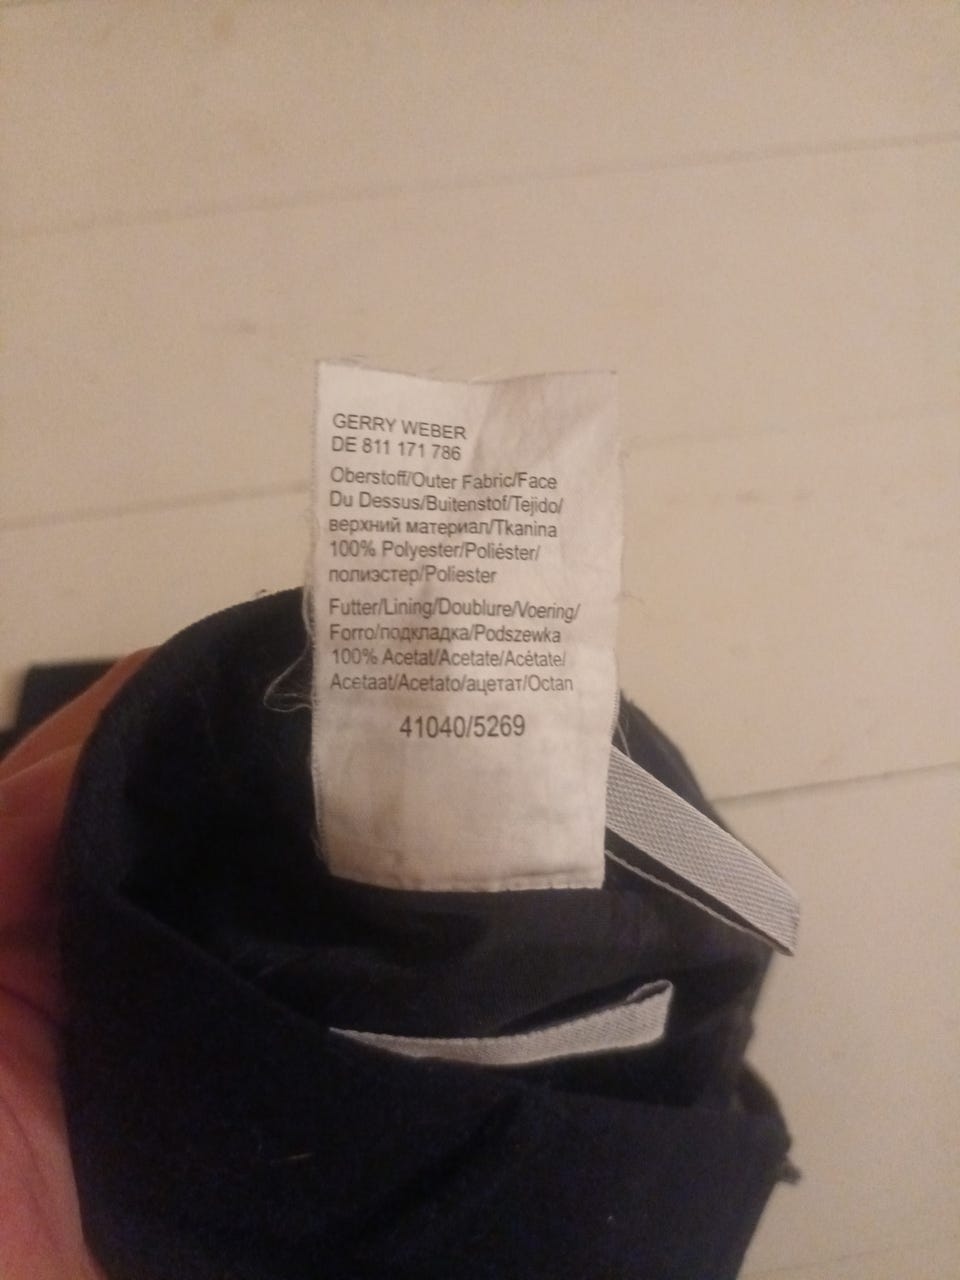 GERRY WEBER
DE 811 171 786
Oberstoff/Outer Fabric/Face
Du Dessus/Buitenstof/Tejido/
верхний материал/Tkanina
100% Polyester/Poliéster/
полиэстер/Poliester
Futter/Lining/Doublure/Voering/
Forro/подкладка/Podszewka
100% Acetat/Acetate/Acétate/
Acetaat/Acetato/ацетат/Octan
41040/5269